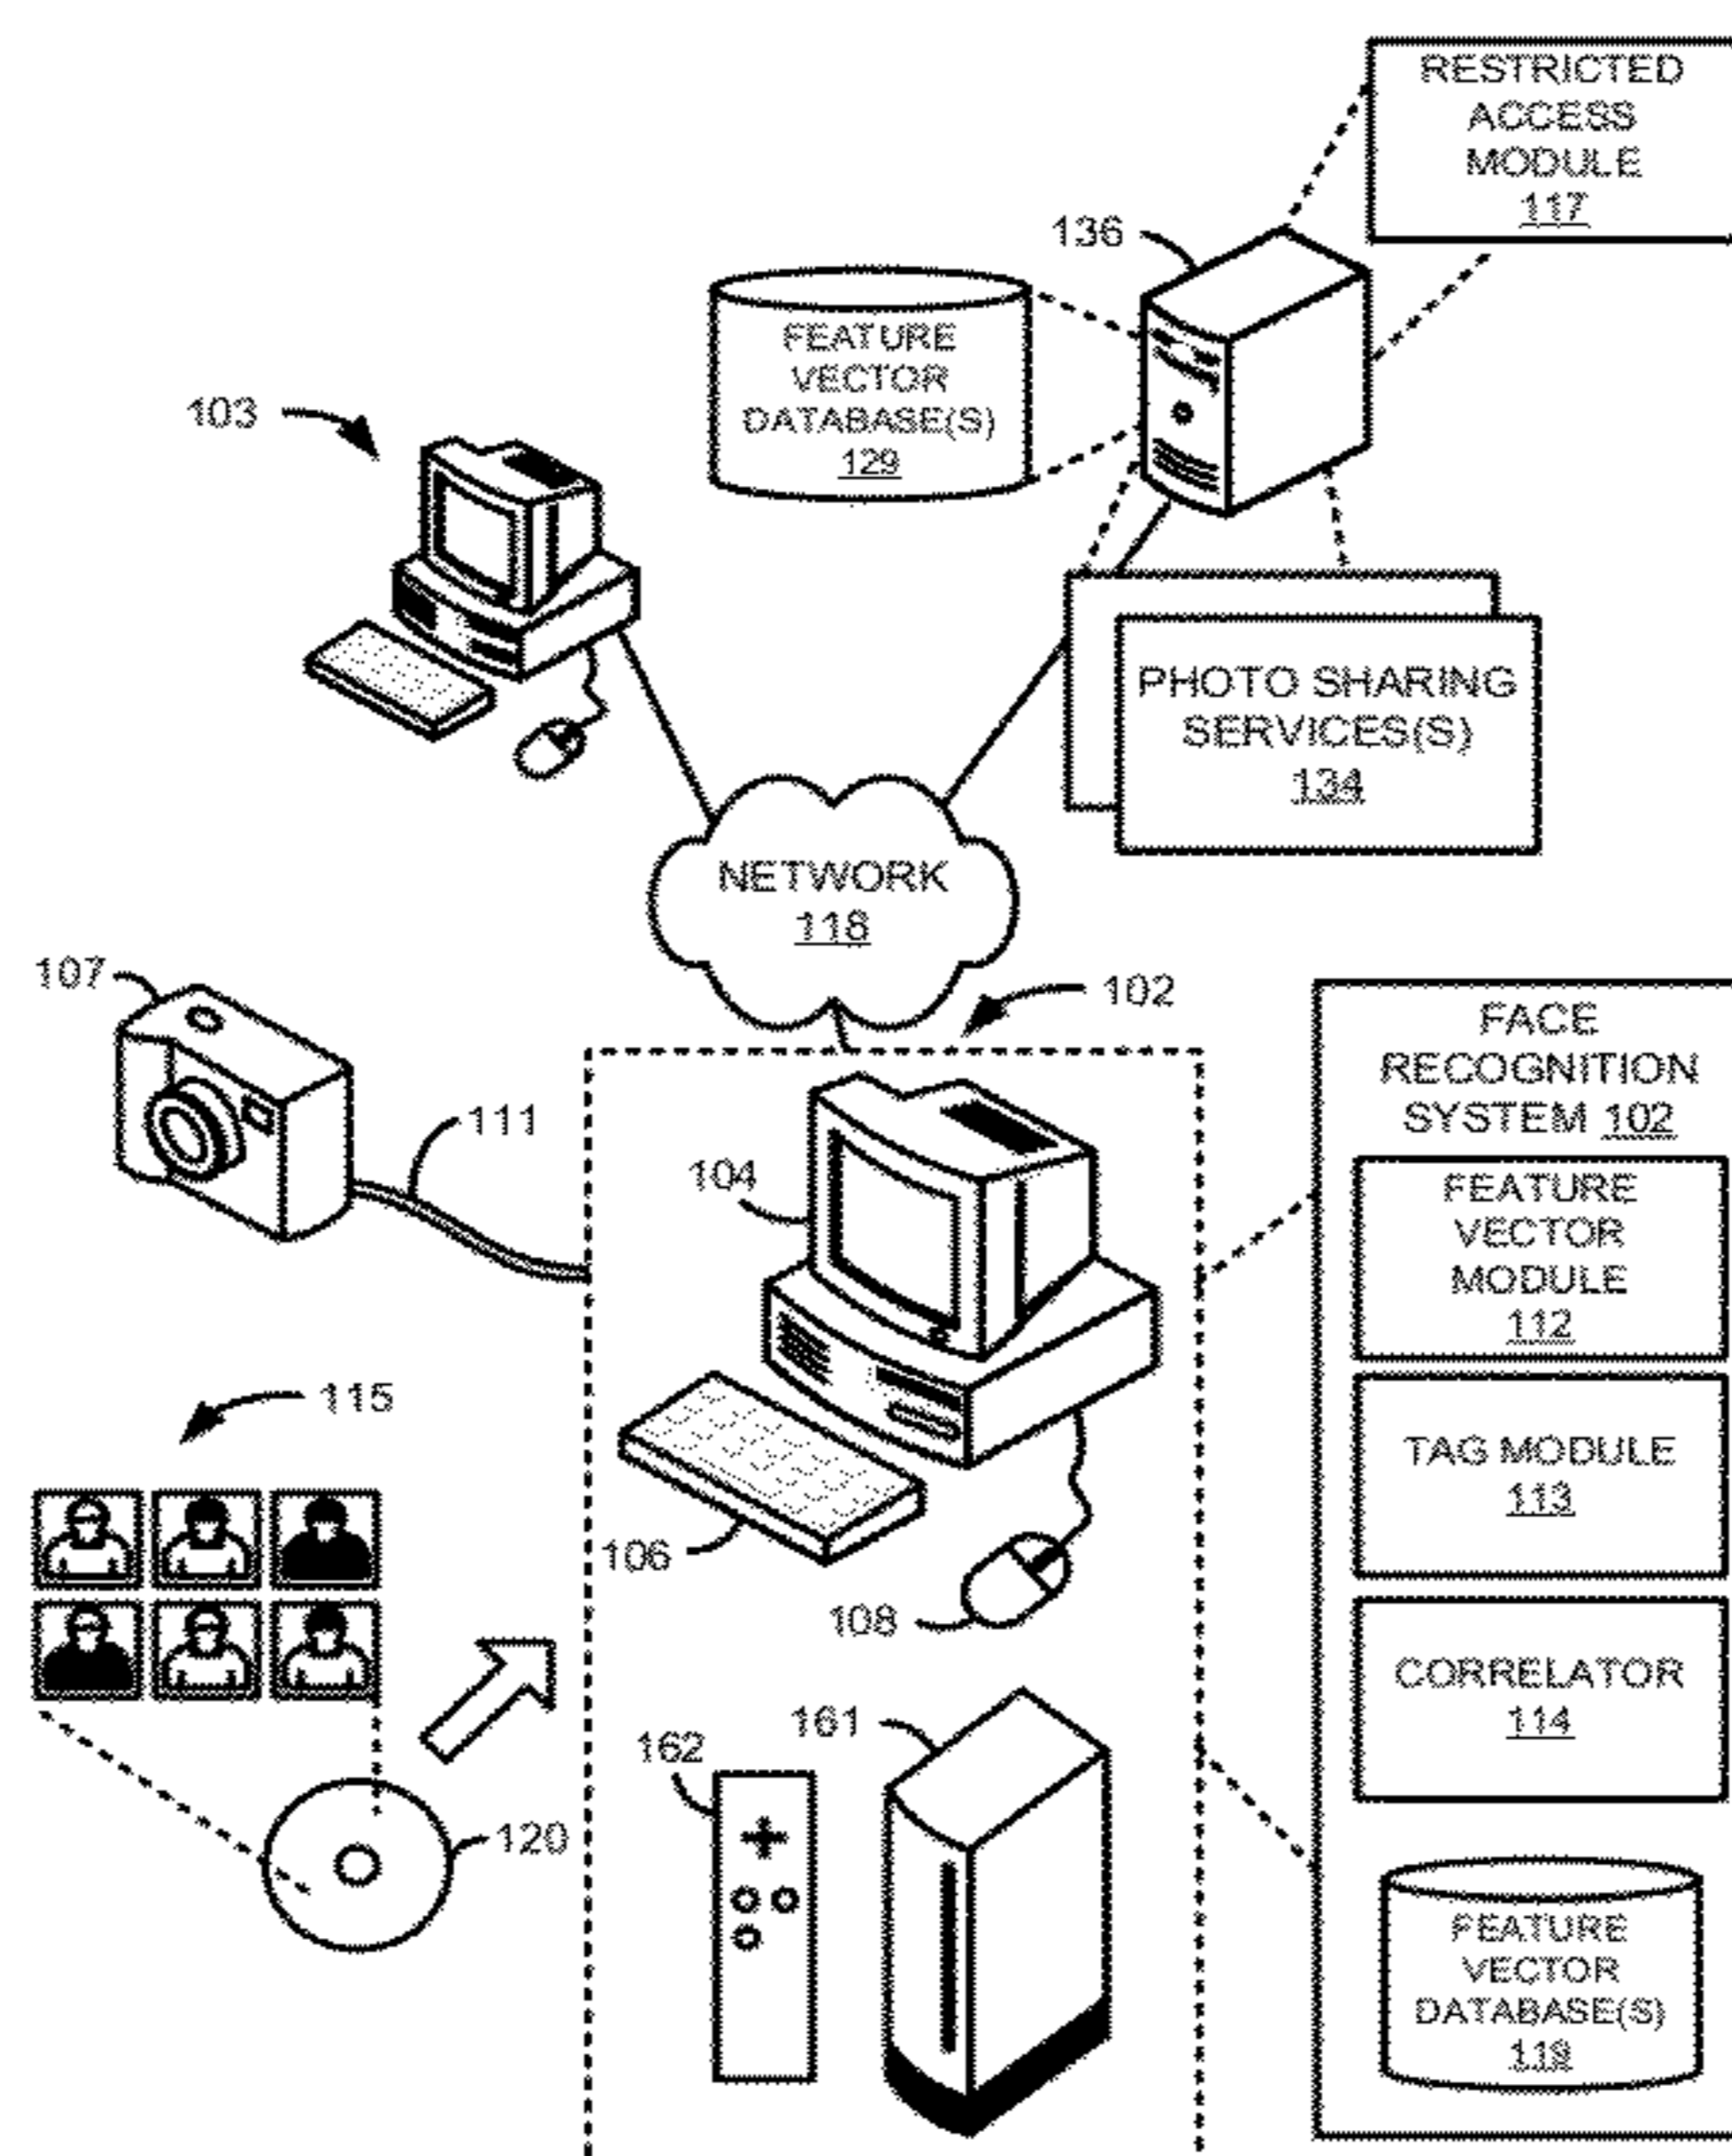 RESTRICTED
ACCESS
MODULE
117
136
FEATURE
VECTOR
DATABASE(S)
129
103
PHOTO SHARING
SERVICES(S)
134
NETWORK
118
107
102
111
104
FACE
RECOGNITION
SYSTEM 102
FEATURE
VECTOR
MODULE
112
115
TAG MODULE
113
106
108
CORRELATOR
114
162
161
120
FEATURE
VECTOR
DATABASE(S)
119